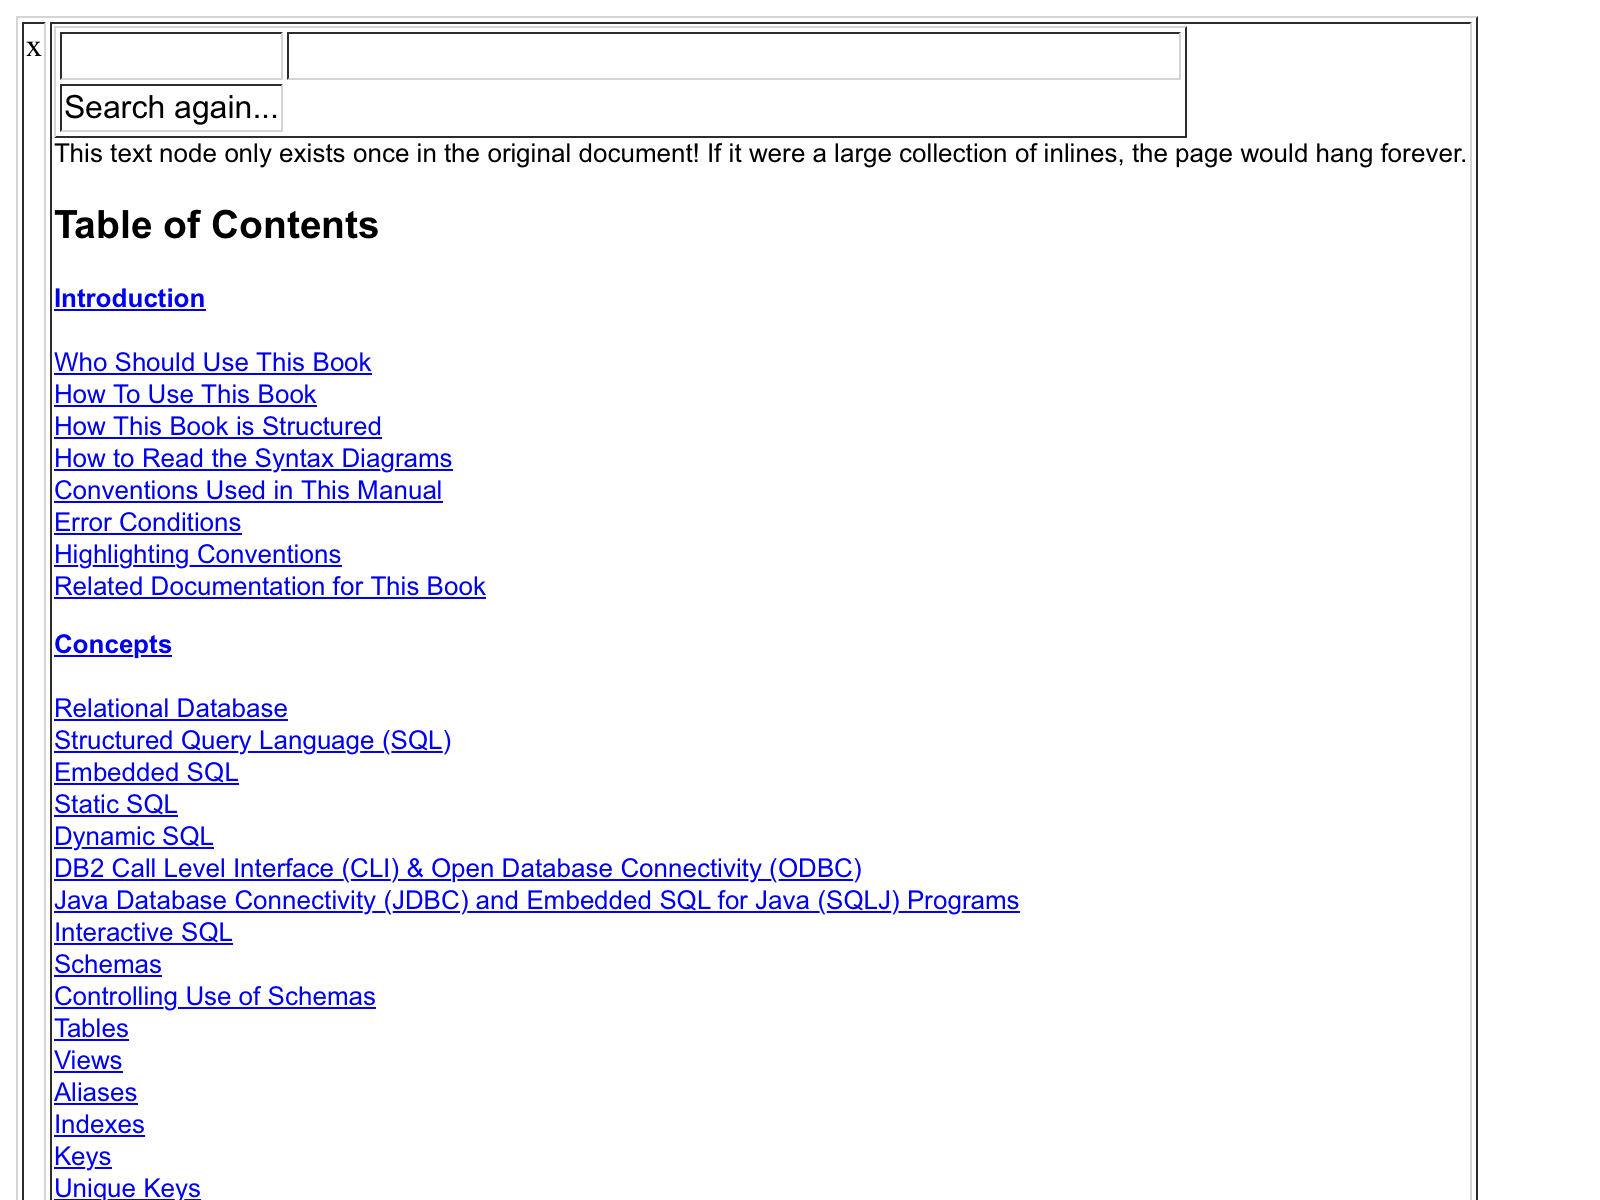 x
Search again...
This text node only exists once in the original document! If it were a large collection of inlines, the page would hang forever.
Table of Contents
Introduction
Who Should Use This Book
How To Use This Book
How This Book is Structured
How to Read the Syntax Diagrams
Conventions Used in This Manual
Error Conditions
Highlighting Conventions
Related Documentation for This Book
Concepts
Relational Database
Structured Query Language (SQL)
Embedded SQL
Static SQL
Dynamic SQL
DB2 Call Level Interface (CLI) & Open Database Connectivity (ODBC)
Java Database Connectivity (JDBC) and Embedded SQL for Java (SQLJ) Programs
Interactive SQL
Schemas
Controlling Use of Schemas
Tables
Views
Aliases
Indexes
Keys
Unique Keys